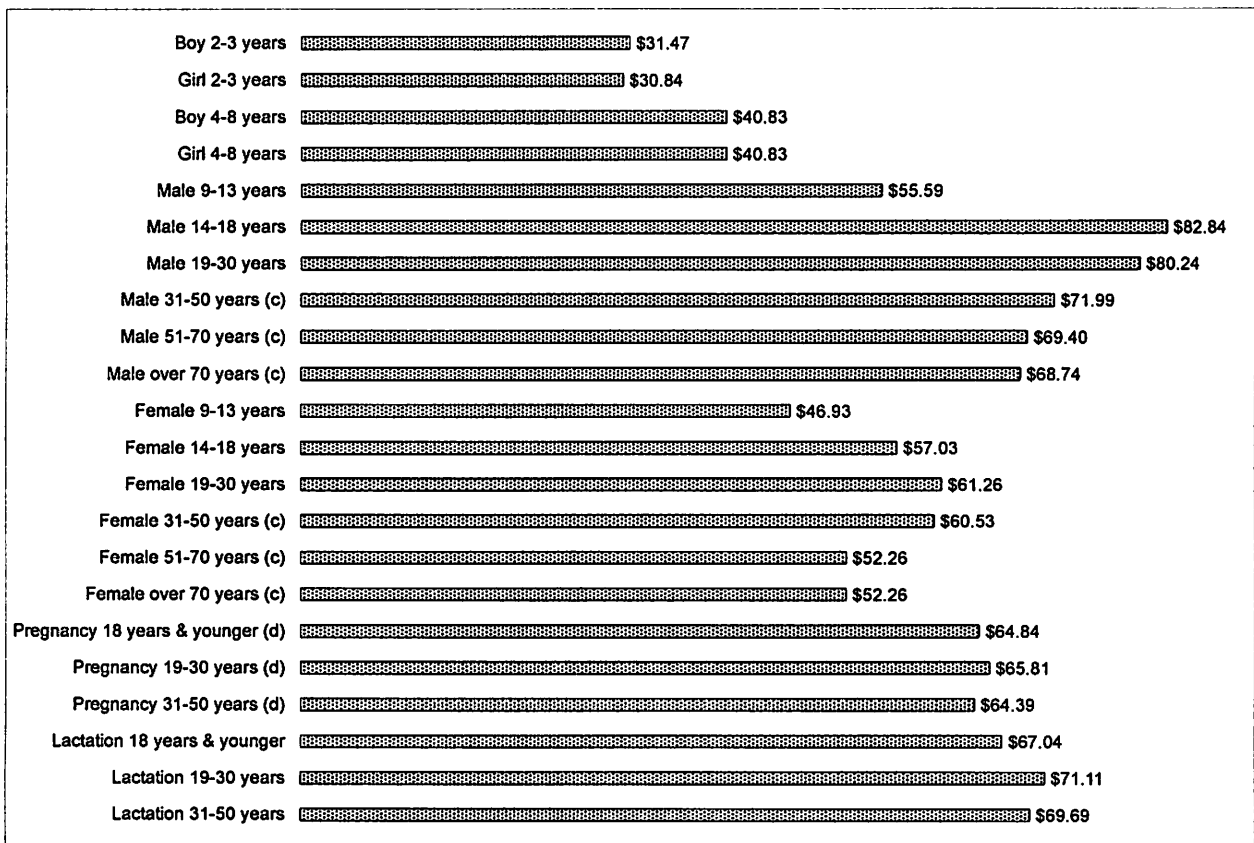 Boy 2-3 years $31.47
Girl 2-3 years $30.84
Boy 4-8 years $40.83
Girl 4-8 years $40.83
Male 9-13 years $55.59
Male 14-18 years $82.84
Male 19-30 years $80.24
Male 31-50 years (c) $71.99
Male 51-70 years (c) $69.40
Male over 70 years (c) $68.74
Female 9-13 years $46.93
Female 14-18 years $57.03
Female 19-30 years $61.26
Female 31-50 years (c) $60.53
Female 51-70 years (c) $52.26
Female over 70 years (c) $52.26
Pregnancy 18 years & younger (d) $64.84
Pregnancy 19-30 years (d) $65.81
Pregnancy 31-50 years (d) $64.39
Lactation 18 years & younger $67.04
Lactation 19-30 years $71.11
Lactation 31-50 years $69.69